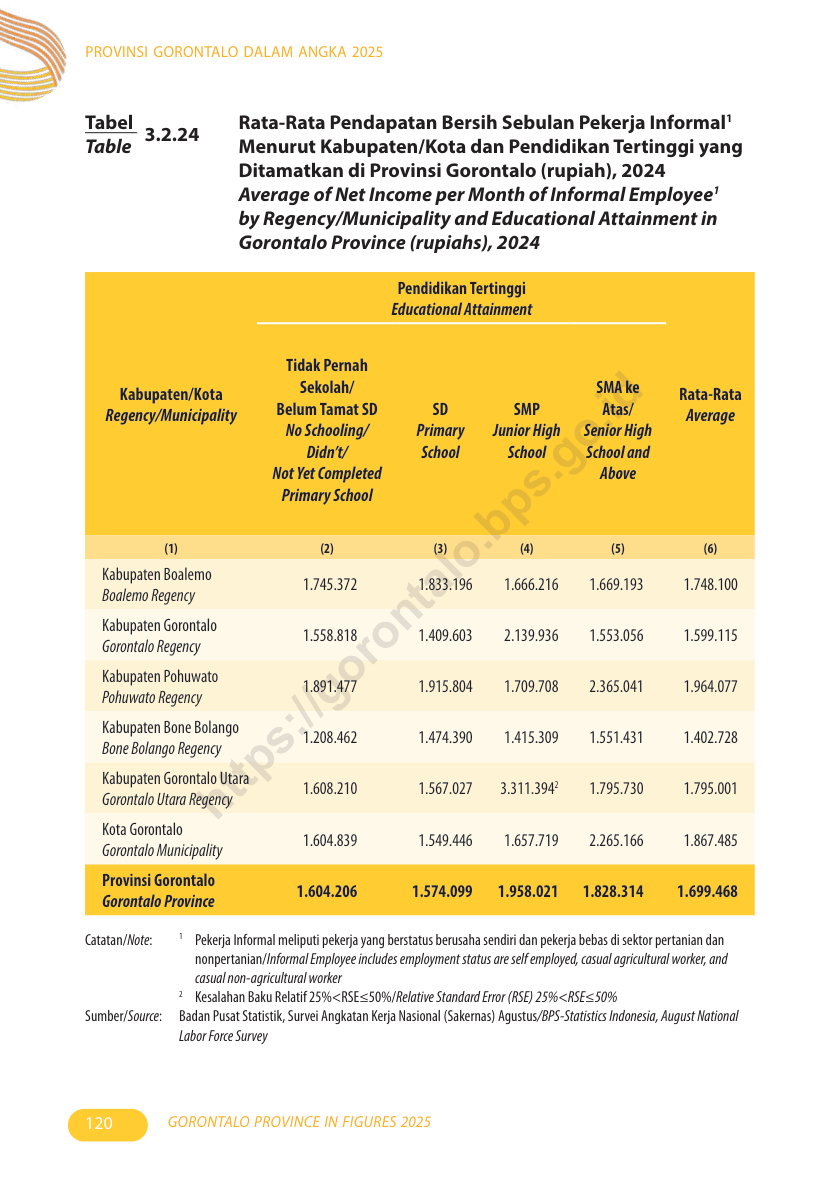 PROVINSI GORONTALO DALAM ANGKA 2025
Tabel
Table
3.2.24
Rata-Rata Pendapatan Bersih Sebulan Pekerja Informal¹
Menurut Kabupaten/Kota dan Pendidikan Tertinggi yang
Ditamatkan di Provinsi Gorontalo (rupiah), 2024
Average of Net Income per Month of Informal Employee¹
by Regency/Municipality and Educational Attainment in
Gorontalo Province (rupiahs), 2024
Pendidikan Tertinggi
Educational Attainment
Kabupaten/Kota
Regency/Municipality
Tidak Pernah
Sekolah/
Belum Tamat SD
No Schooling/
Didn't/
Not Yet Completed
Primary School
SD
Primary
School
SMP
Junior High
School
SMA ke
Atas/
Senior High
School and
Above
Rata-Rata
Average
(1) (2) (3) (4) (5) (6)
Kabupaten Boalemo
Boalemo Regency
1.745.372 1.833.196 1.666.216 1.669.193 1.748.100
Kabupaten Gorontalo
Gorontalo Regency
1.558.818 1.409.603 2.139.936 1.553.056 1.599.115
Kabupaten Pohuwato
Pohuwato Regency
1.891.477 1.915.804 1.709.708 2.365.041 1.964.077
Kabupaten Bone Bolango
Bone Bolango Regency
1.208.462 1.474.390 1.415.309 1.551.431 1.402.728
Kabupaten Gorontalo Utara
Gorontalo Utara Regency
1.608.210 1.567.027 3.311.394² 1.795.730 1.795.001
Kota Gorontalo
Gorontalo Municipality
1.604.839 1.549.446 1.657.719 2.265.166 1.867.485
Provinsi Gorontalo
Gorontalo Province
1.604.206 1.574.099 1.958.021 1.828.314 1.699.468
https://gorontalo.bps.go.id
Catatan/Note: ¹ Pekerja Informal meliputi pekerja yang berstatus berusaha sendiri dan pekerja bebas di sektor pertanian dan
nonpertanian/Informal Employee includes employment status are self employed, casual agricultural worker, and
casual non-agricultural worker
² Kesalahan Baku Relatif 25%<RSE≤50%/Relative Standard Error (RSE) 25%<RSE≤50%
Sumber/Source: Badan Pusat Statistik, Survei Angkatan Kerja Nasional (Sakernas) Agustus/BPS-Statistics Indonesia, August National
Labor Force Survey
120
GORONTALO PROVINCE IN FIGURES 2025